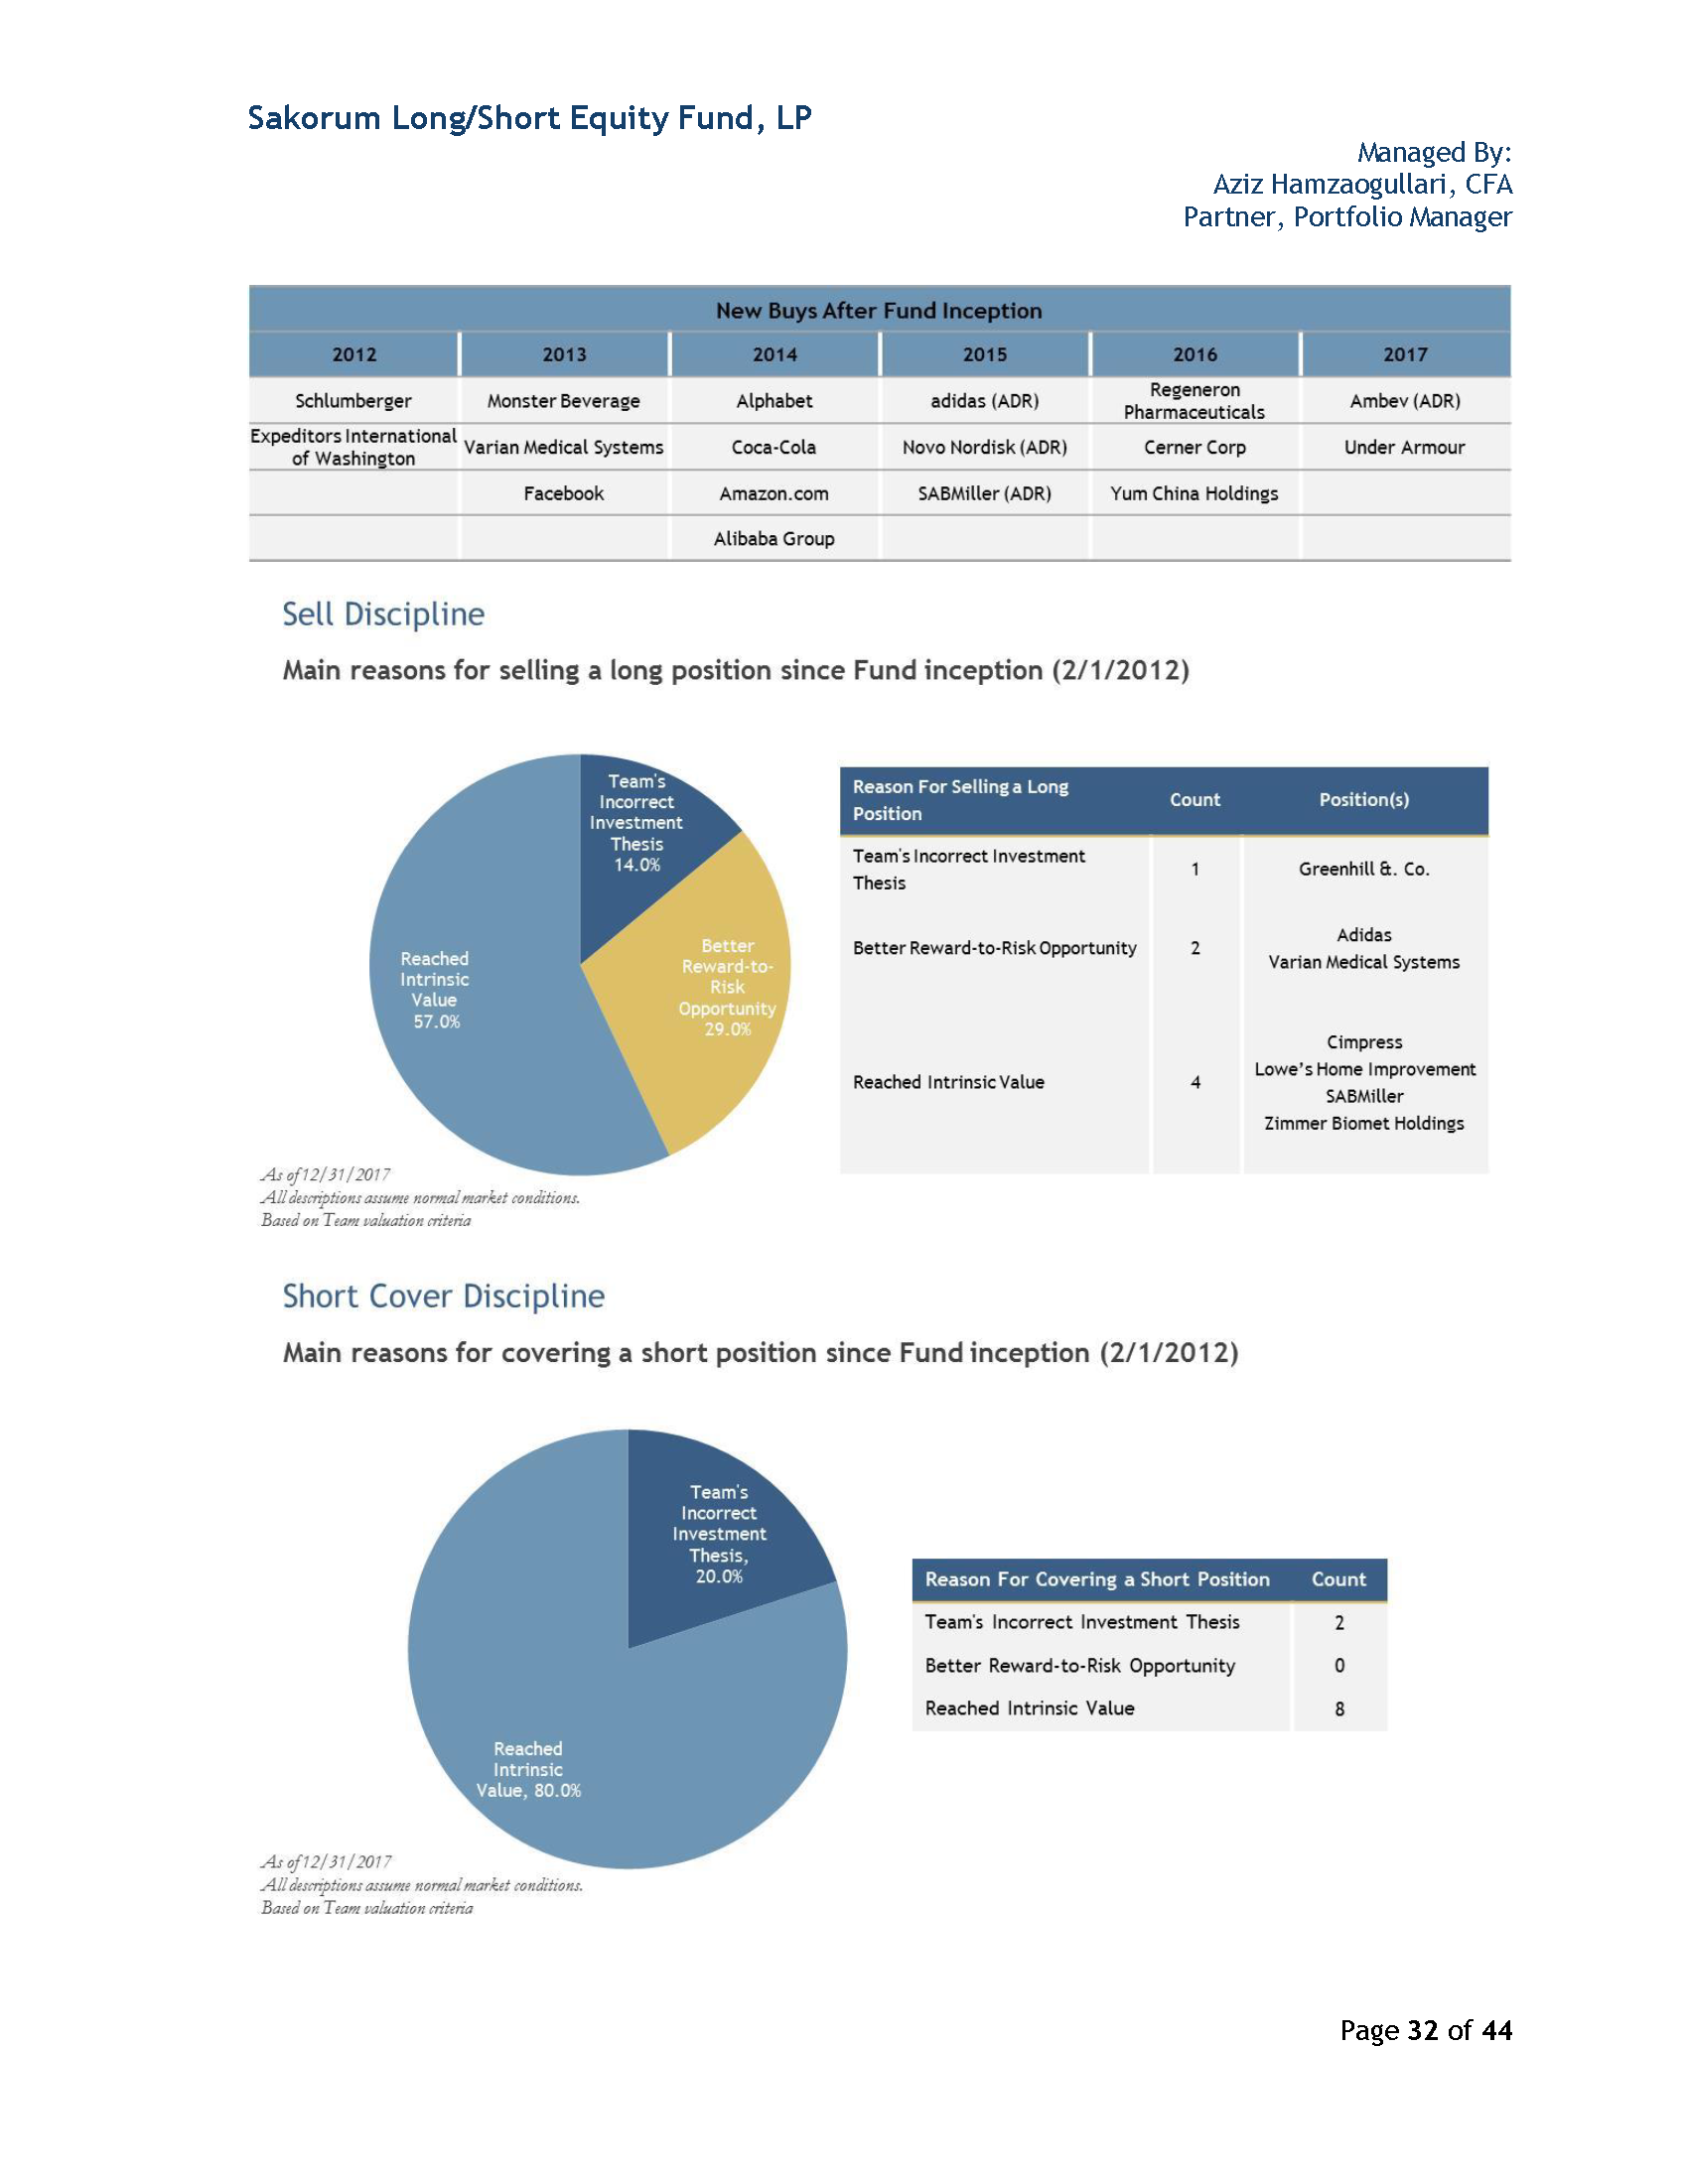 Sakorum Long/Short Equity Fund, LP
Managed By:
Aziz Hamzaogullari, CFA
Partner, Portfolio Manager
New Buys After Fund Inception
2012 2013 2014 2015 2016 2017
Schlumberger Monster Beverage Alphabet adidas (ADR) Regeneron Pharmaceuticals Ambev (ADR)
Expeditors International of Washington Varian Medical Systems Coca-Cola Novo Nordisk (ADR) Cerner Corp Under Armour
Facebook Amazon.com SABMiller (ADR) Yum China Holdings
Alibaba Group
Sell Discipline
Main reasons for selling a long position since Fund inception (2/1/2012)
Team's
Incorrect
Investment
Thesis
14.0%
Better
Reward-to-
Risk
Opportunity
29.0%
Reached
Intrinsic
Value
57.0%
Reason For Selling a Long Position Count Position(s)
Team's Incorrect Investment Thesis 1 Greenhill &. Co.
Better Reward-to-Risk Opportunity 2 Adidas
Varian Medical Systems
Reached Intrinsic Value 4 Cimpress
Lowe's Home Improvement
SABMiller
Zimmer Biomet Holdings
As of 12/31/2017
All descriptions assume normal market conditions.
Based on Team valuation criteria
Short Cover Discipline
Main reasons for covering a short position since Fund inception (2/1/2012)
Team's
Incorrect
Investment
Thesis,
20.0%
Reached
Intrinsic
Value, 80.0%
Reason For Covering a Short Position Count
Team's Incorrect Investment Thesis 2
Better Reward-to-Risk Opportunity 0
Reached Intrinsic Value 8
As of 12/31/2017
All descriptions assume normal market conditions.
Based on Team valuation criteria
Page 32 of 44